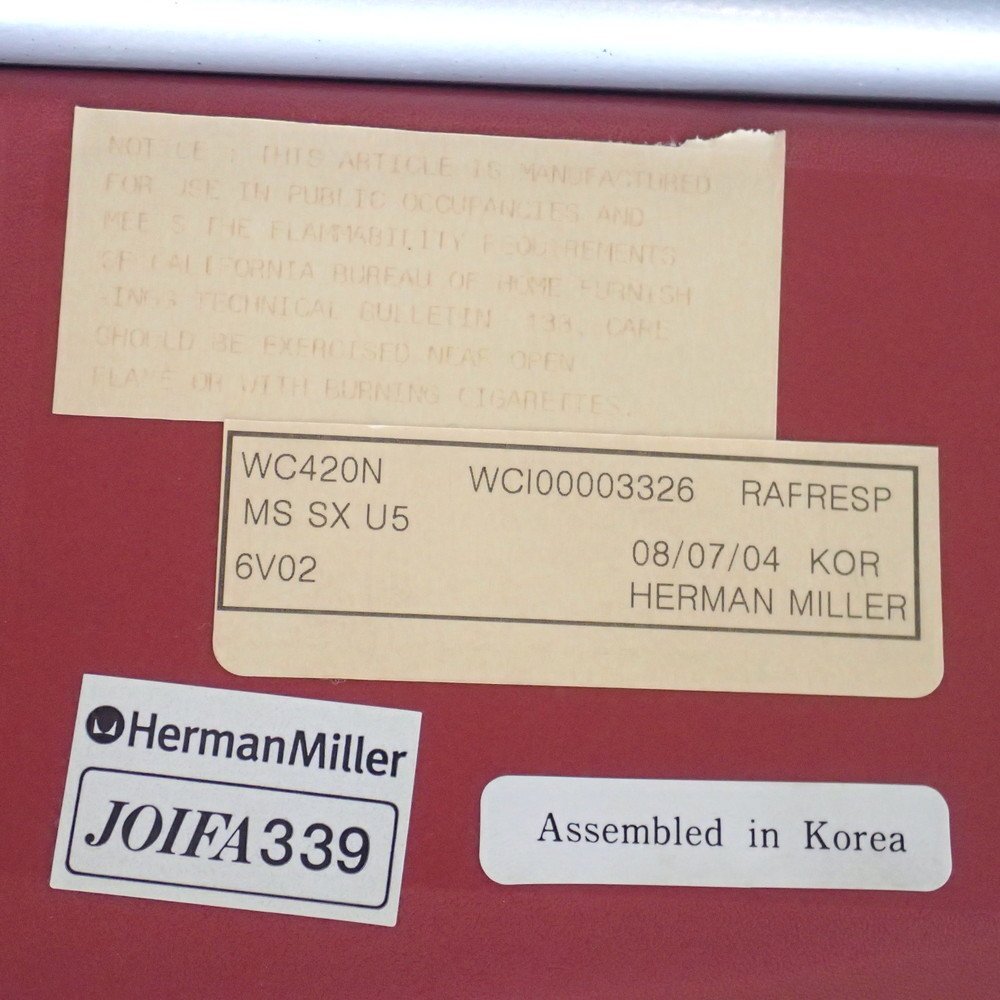 NOTICE : THIS ARTICLE IS MANUFACTURED
FOR USE IN PUBLIC OCCUPANCIES AND
MEETS THE FLAMMABILITY REQUIREMENTS
OF CALIFORNIA BUREAU OF HOME FURNISH
-INGS TECHNICAL BULLETIN 133. CARE
SHOULD BE EXERCISED NEAR OPEN
FLAME OR WITH BURNING CIGARETTES.
WC420N WCI00003326 RAFRESP
MS SX U5
6V02 08/07/04 KOR
HERMAN MILLER
HermanMiller
JOIFA339
Assembled in Korea